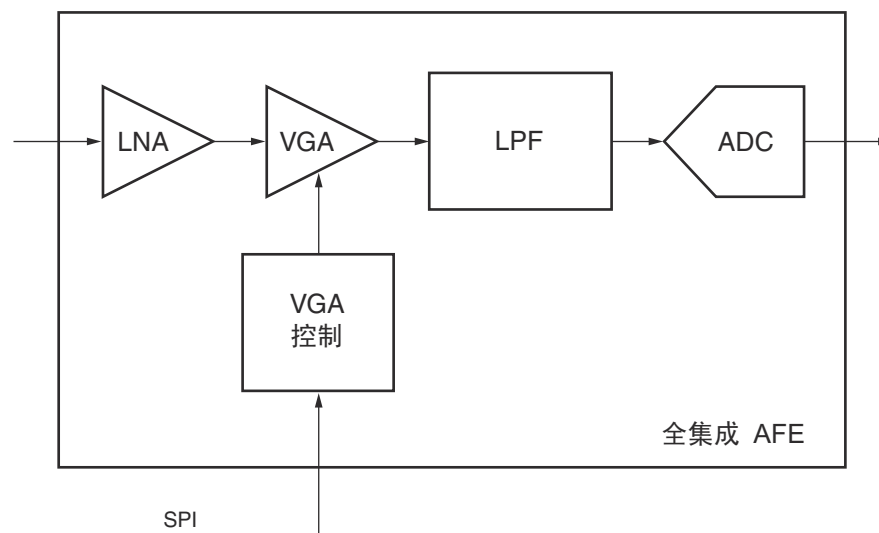 LNA
VGA
LPF
ADC
VGA
控制
全集成 AFE
SPI